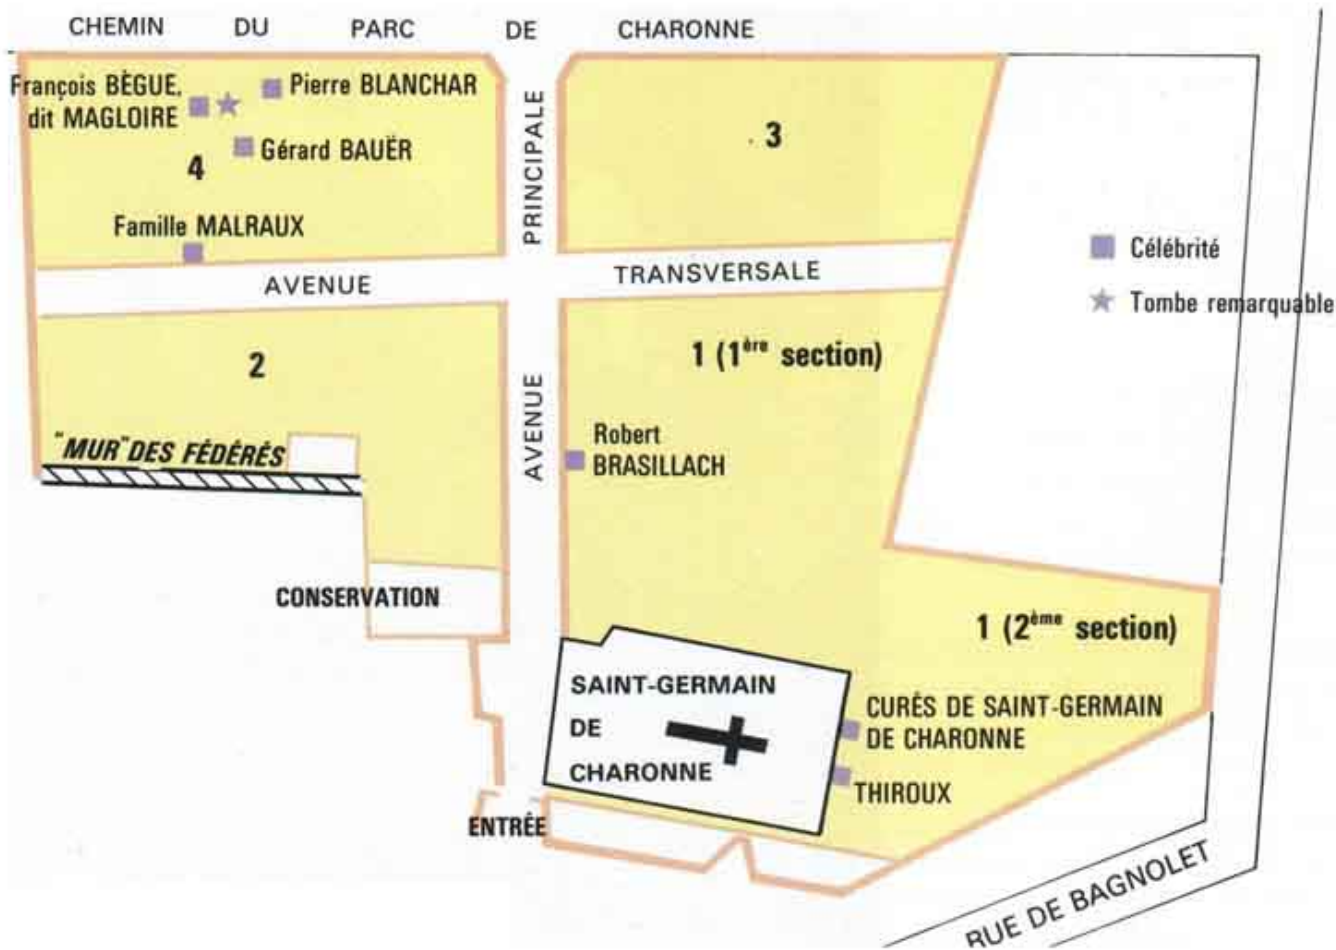 CHEMIN DU PARC DE CHARONNE
François BÈGUE,
dit MAGLOIRE
Pierre BLANCHAR
Gérard BAUËR
4
Famille MALRAUX
PRINCIPALE
3
Célébrité
Tombe remarquable
AVENUE TRANSVERSALE
2
1 (1ère section)
"MUR" DES FÉDÉRÉS
AVENUE
Robert
BRASILLACH
CONSERVATION
1 (2ème section)
SAINT-GERMAIN
DE
CHARONNE
CURÉS DE SAINT-GERMAIN
DE CHARONNE
THIROUX
ENTRÉE
RUE DE BAGNOLET